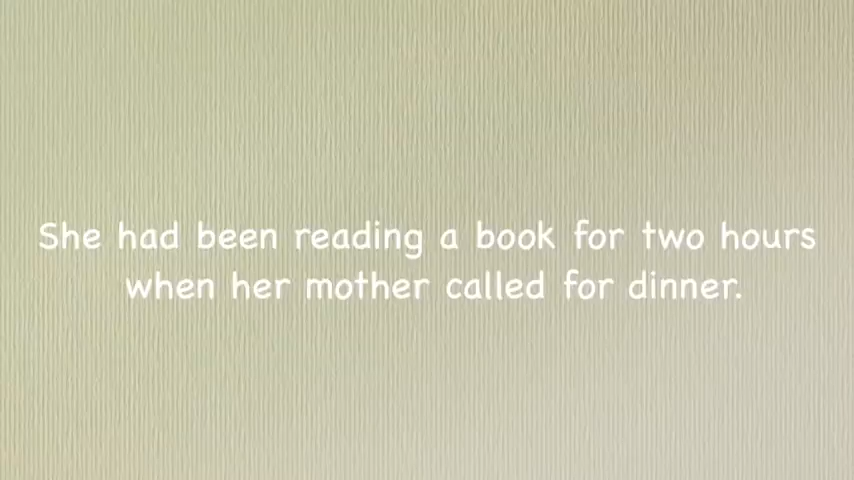 She had been reading a book for two hours
when her mother called for dinner.